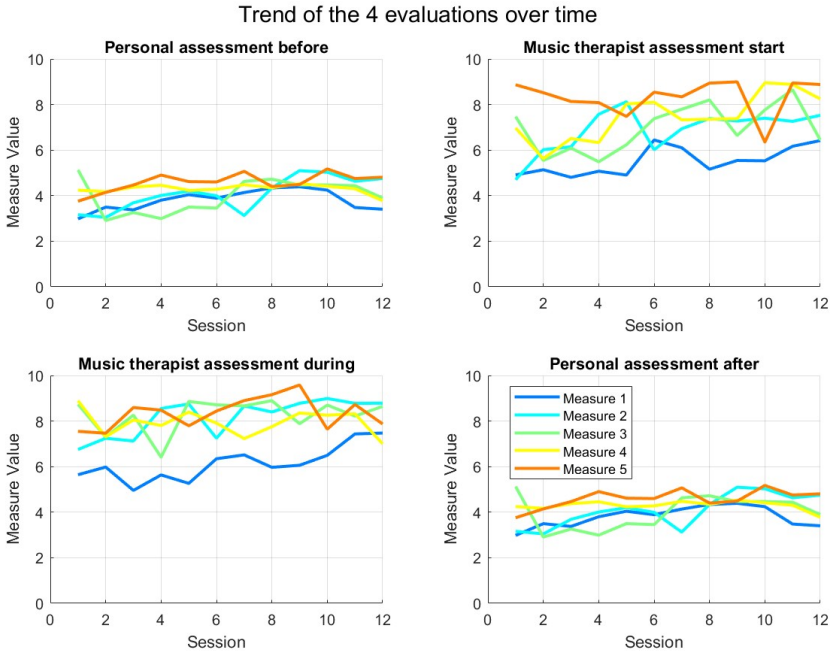 Trend of the 4 evaluations over time
Personal assessment before
Measure Value
10
8
6
4
2
0
0 2 4 6 8 10 12
Session
Music therapist assessment start
Measure Value
10
8
6
4
2
0
0 2 4 6 8 10 12
Session
Music therapist assessment during
Measure Value
10
8
6
4
2
0
0 2 4 6 8 10 12
Session
Personal assessment after
Measure Value
10
8
6
4
2
0
Measure 1
Measure 2
Measure 3
Measure 4
Measure 5
0 2 4 6 8 10 12
Session